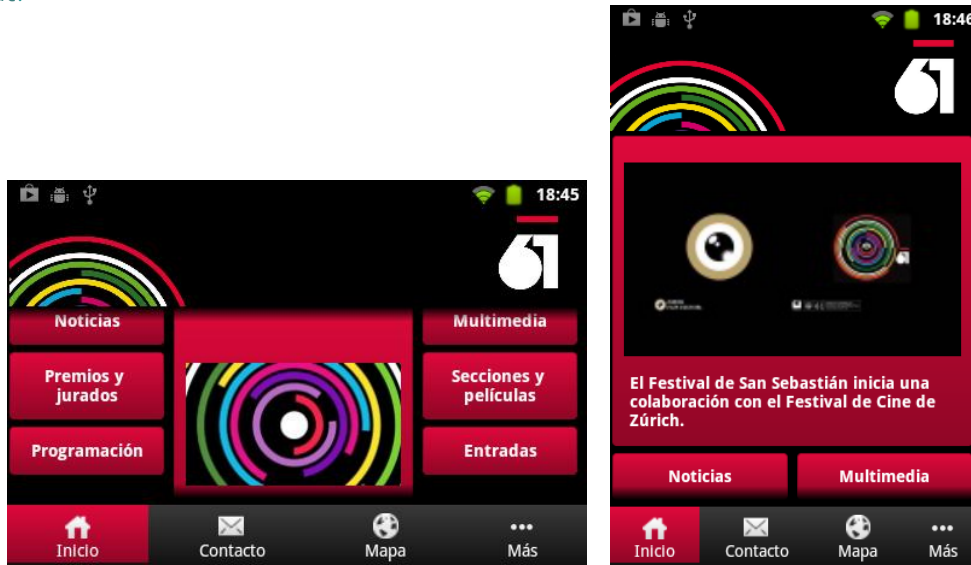 18:45
61
Noticias
Multimedia
Premios y
jurados
Secciones y
películas
Programación
Entradas
Inicio
Contacto
Mapa
Más
18:46
61
El Festival de San Sebastián inicia una
colaboración con el Festival de Cine de
Zúrich.
Noticias
Multimedia
Inicio
Contacto
Mapa
Más